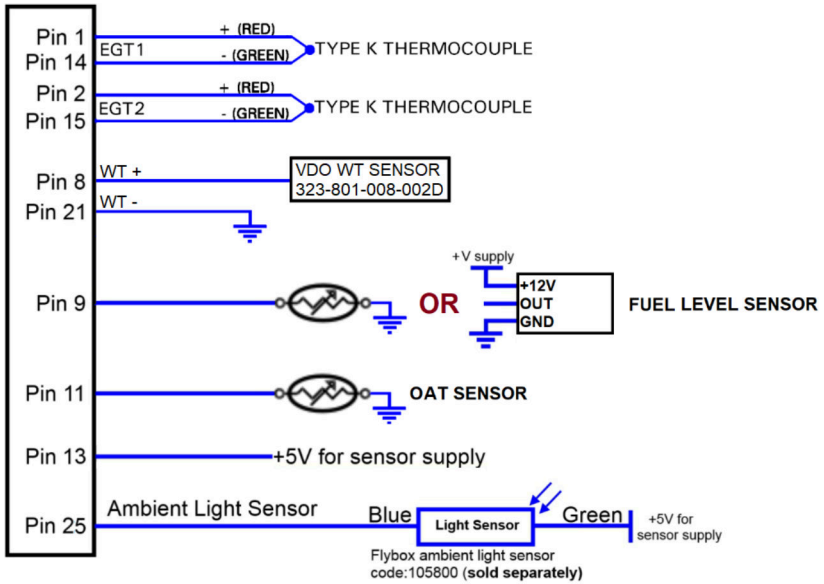 Pin 1 + (RED)
EGT1 TYPE K THERMOCOUPLE
Pin 14 - (GREEN)
Pin 2 + (RED)
EGT2 TYPE K THERMOCOUPLE
Pin 15 - (GREEN)
Pin 8 WT + VDO WT SENSOR
323-801-008-002D
Pin 21 WT -
+V supply
+12V
Pin 9 OR OUT FUEL LEVEL SENSOR
GND
Pin 11 OAT SENSOR
Pin 13 +5V for sensor supply
Ambient Light Sensor
Pin 25 Blue Light Sensor Green +5V for
sensor supply
Flybox ambient light sensor
code:105800 (sold separately)